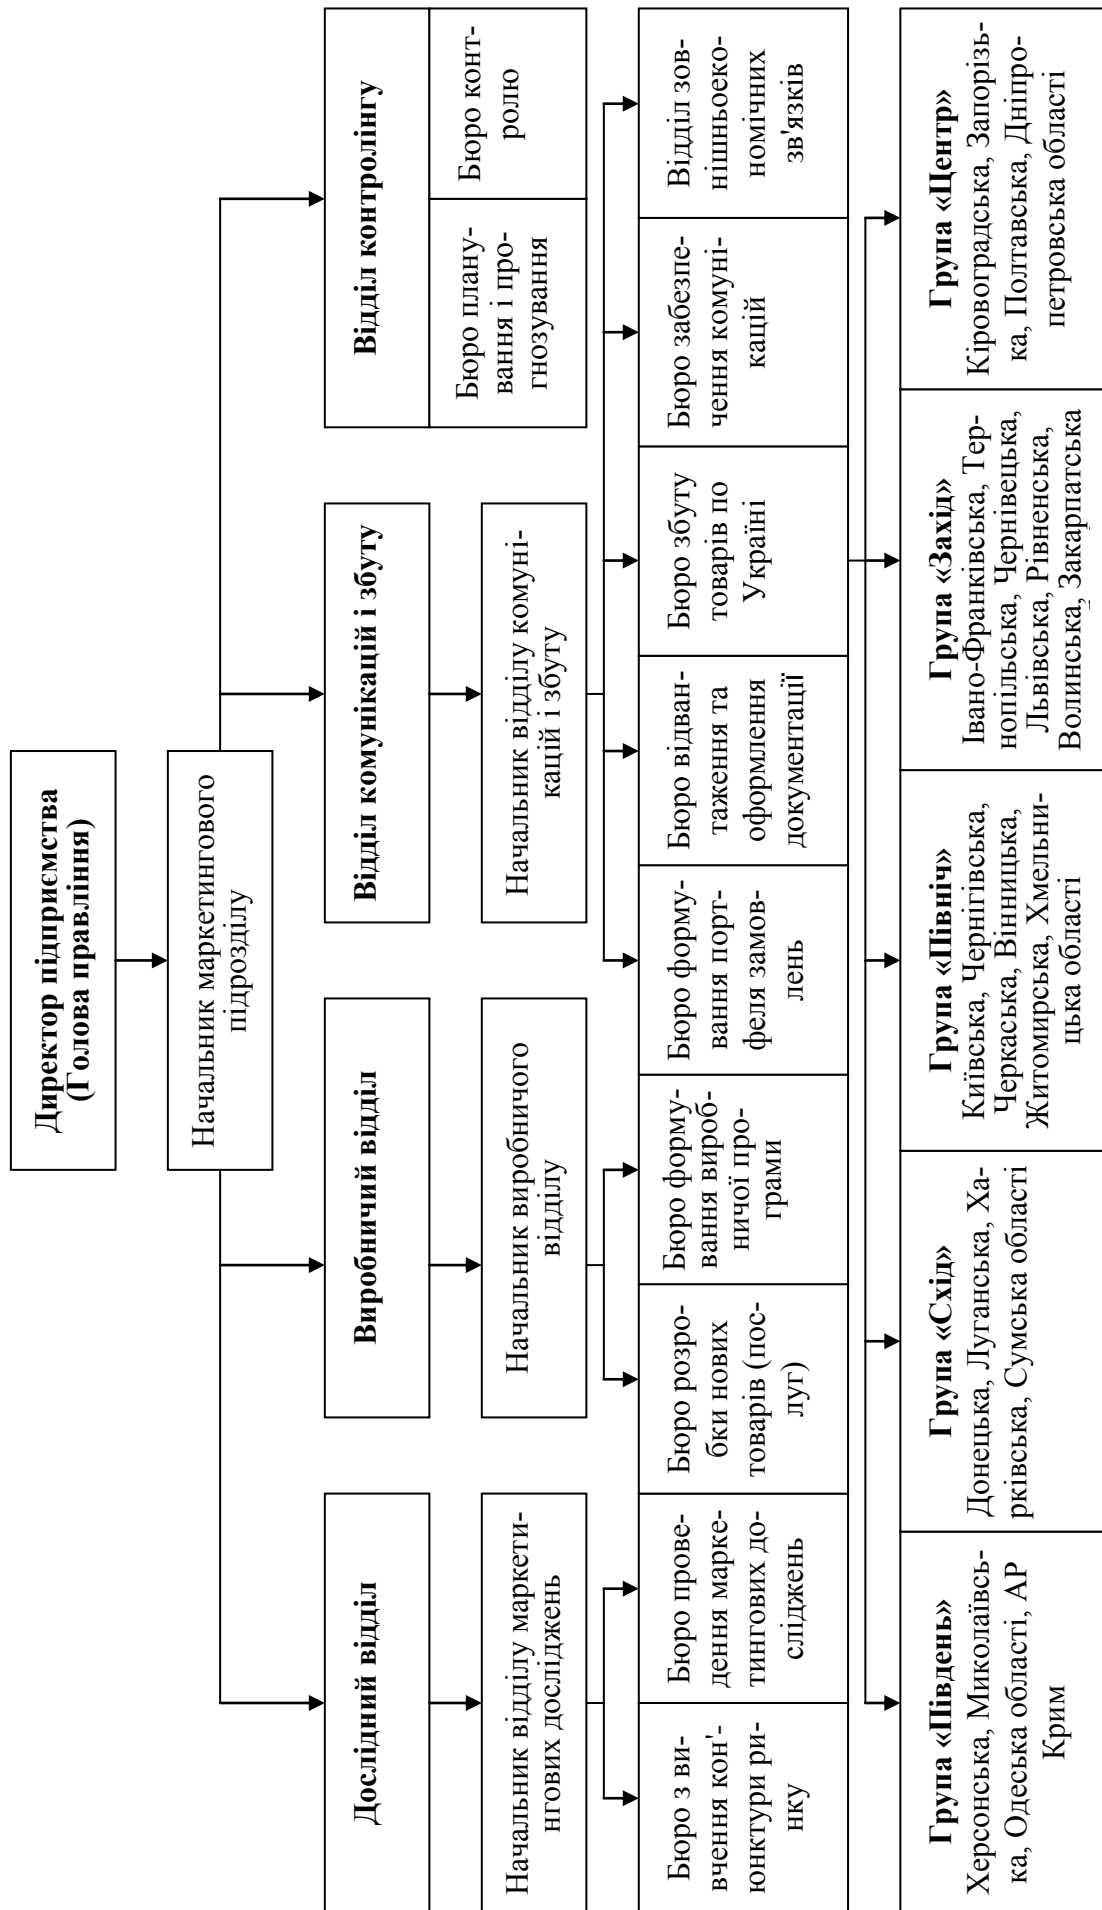 Директор підприємства
(Голова правління)
Начальник маркетингового
підрозділу
Дослідний відділ
Виробничий відділ
Відділ комунікацій і збуту
Відділ контролінгу
Начальник відділу маркети-
нгових досліджень
Начальник виробничого
відділу
Начальник відділу комуні-
кацій і збуту
Бюро плану-
вання і про-
гнозування
Бюро конт-
ролю
Бюро з ви-
вчення кон'-
юнктури ри-
нку
Бюро прове-
дення марке-
тингових до-
сліджень
Бюро розро-
бки нових
товарів (пос-
луг)
Бюро форму-
вання вироб-
ничої про-
грами
Бюро форму-
вання порт-
феля замов-
лень
Бюро відван-
таження та
оформлення
документації
Бюро збуту
товарів по
Україні
Бюро забезпе-
чення комуні-
кацій
Відділ зов-
нішньоеко-
номічних
зв'язків
Група «Південь»
Херсонська, Миколаївсь-
ка, Одеська області, АР
Крим
Група «Схід»
Донецька, Луганська, Ха-
рківська, Сумська області
Група «Північ»
Київська, Чернігівська,
Черкаська, Вінницька,
Житомирська, Хмельни-
цька області
Група «Захід»
Івано-Франківська, Тер-
нопільська, Чернівецька,
Львівська, Рівненська,
Волинська, Закарпатська
Група «Центр»
Кіровоградська, Запорізь-
ка, Полтавська, Дніпро-
петровська області